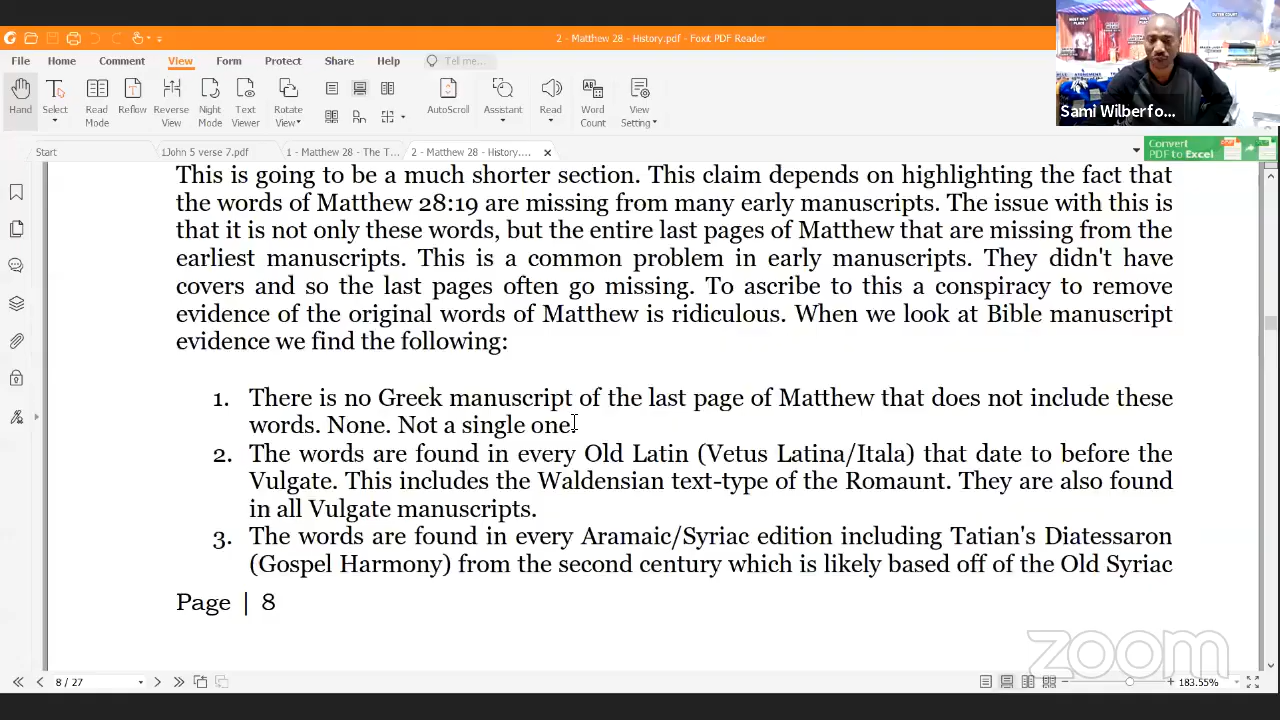 2 - Matthew 28 - History.pdf - Foxit PDF Reader
File Home Comment View Form Protect Share Help Tell me...
Hand Select Read Mode Reflow Reverse View Night Mode Text Viewer Rotate View AutoScroll Assistant Read Word Count View Setting
Sami Wilberfo...
Start 1John 5 verse 7.pdf 1 - Matthew 28 - The T... 2 - Matthew 28 - History....
Convert
PDF to Excel
This is going to be a much shorter section. This claim depends on highlighting the fact that
the words of Matthew 28:19 are missing from many early manuscripts. The issue with this is
that it is not only these words, but the entire last pages of Matthew that are missing from the
earliest manuscripts. This is a common problem in early manuscripts. They didn't have
covers and so the last pages often go missing. To ascribe to this a conspiracy to remove
evidence of the original words of Matthew is ridiculous. When we look at Bible manuscript
evidence we find the following:
1. There is no Greek manuscript of the last page of Matthew that does not include these
words. None. Not a single one.
2. The words are found in every Old Latin (Vetus Latina/Itala) that date to before the
Vulgate. This includes the Waldensian text-type of the Romaunt. They are also found
in all Vulgate manuscripts.
3. The words are found in every Aramaic/Syriac edition including Tatian's Diatessaron
(Gospel Harmony) from the second century which is likely based off of the Old Syriac
Page | 8
zoom
8 / 27
183.55%